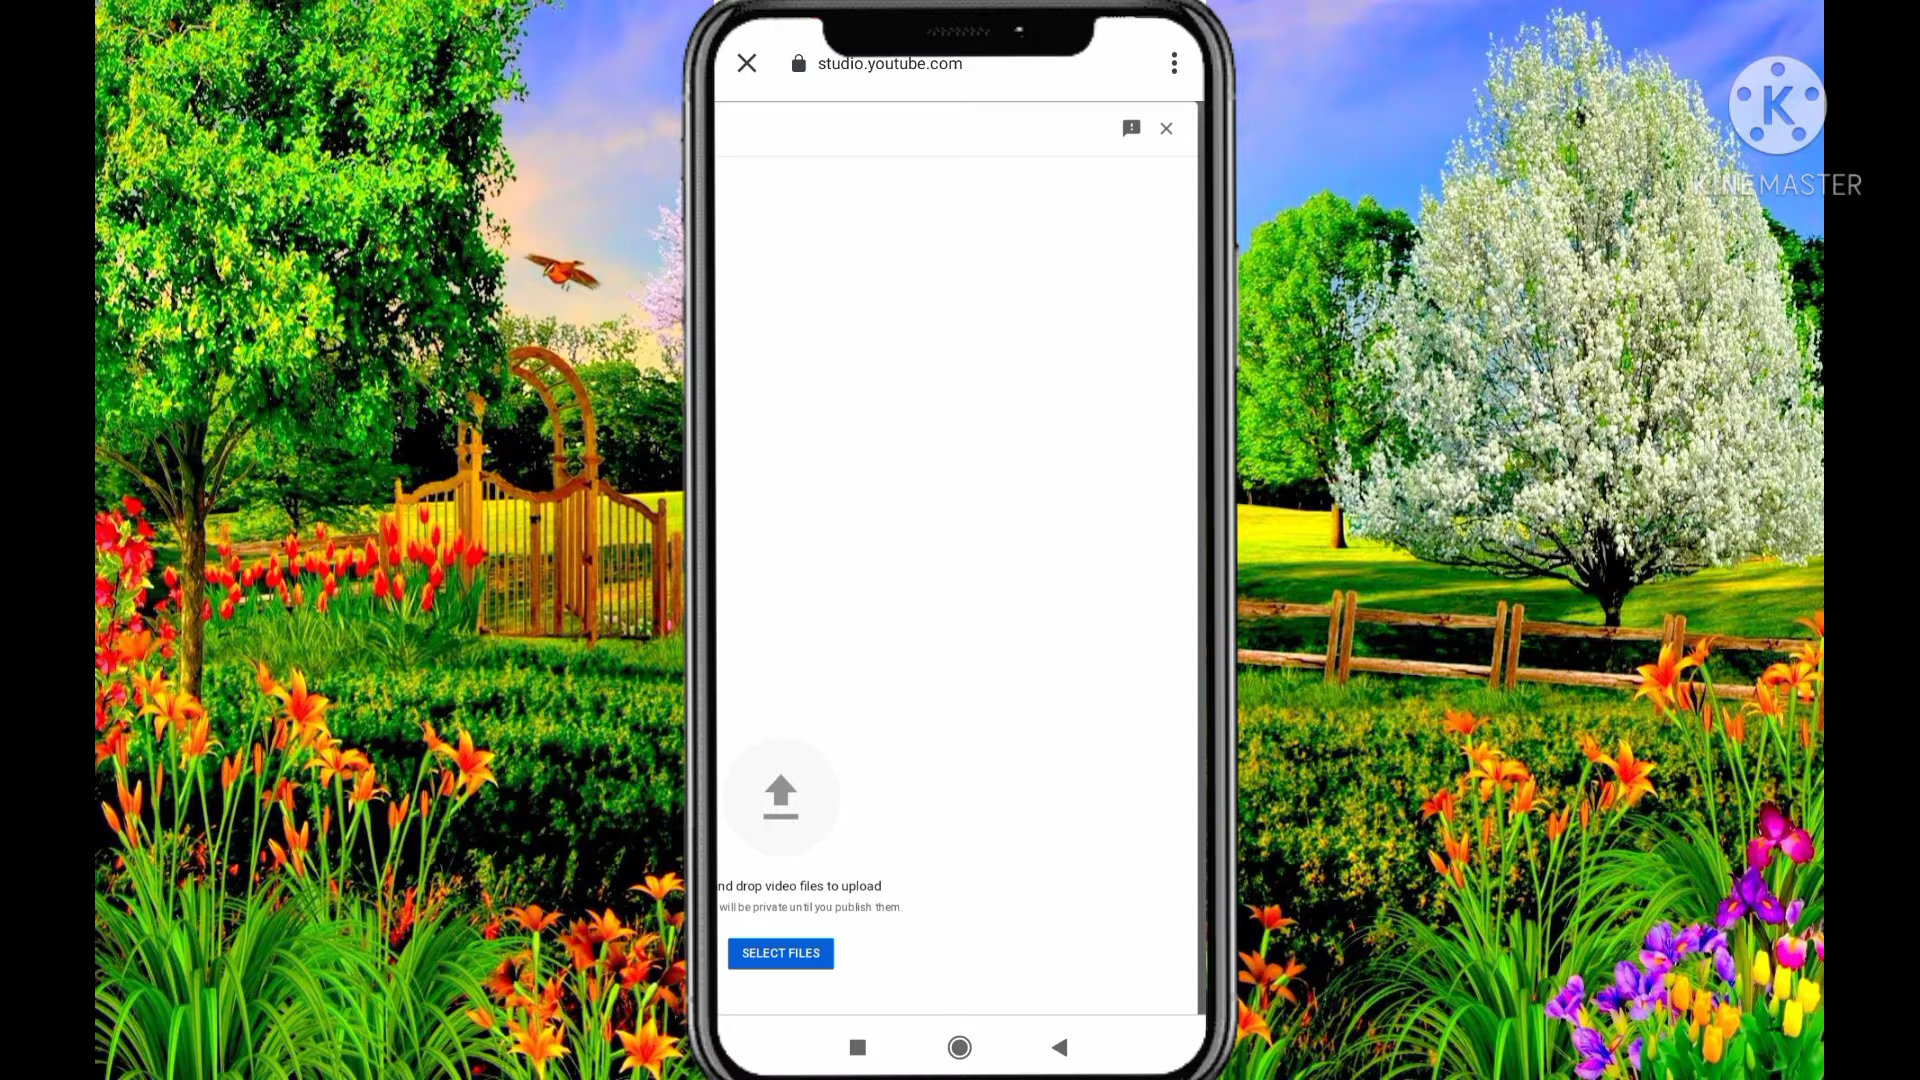 studio.youtube.com
K
KINEMASTER
nd drop video files to upload
will be private until you publish them.
SELECT FILES